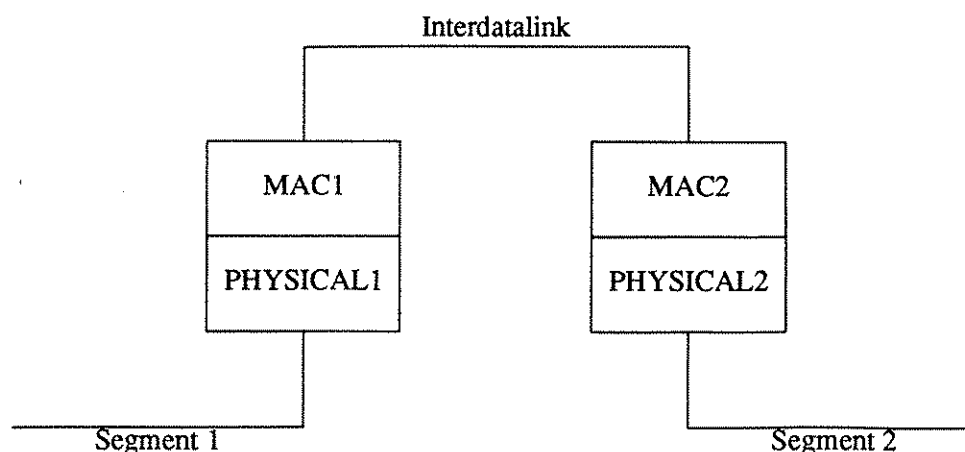 Interdatalink
MAC1
MAC2
PHYSICAL1
PHYSICAL2
Segment 1
Segment 2